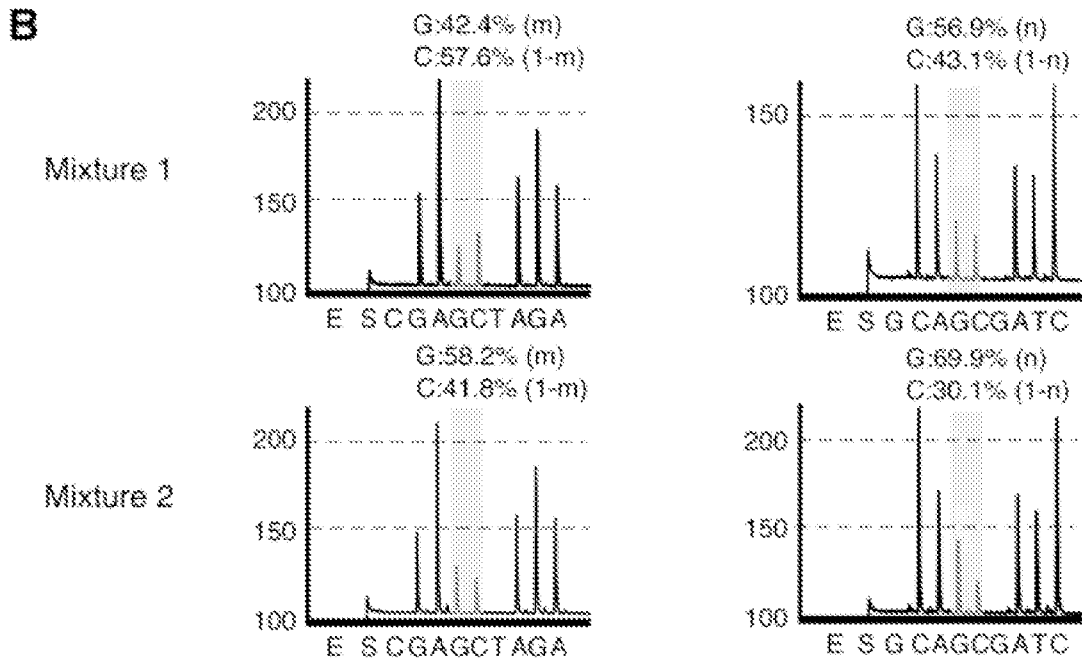 B
G:42.4% (m)
C:57.6% (1-m)
G:56.9% (n)
C:43.1% (1-n)
Mixture 1
200
150
100
E S C G A G C T A G A
150
100
E S G C A G C G A T C
G:58.2% (m)
C:41.8% (1-m)
G:69.9% (n)
C:30.1% (1-n)
Mixture 2
200
150
100
E S C G A G C T A G A
200
150
100
E S G C A G C G A T C